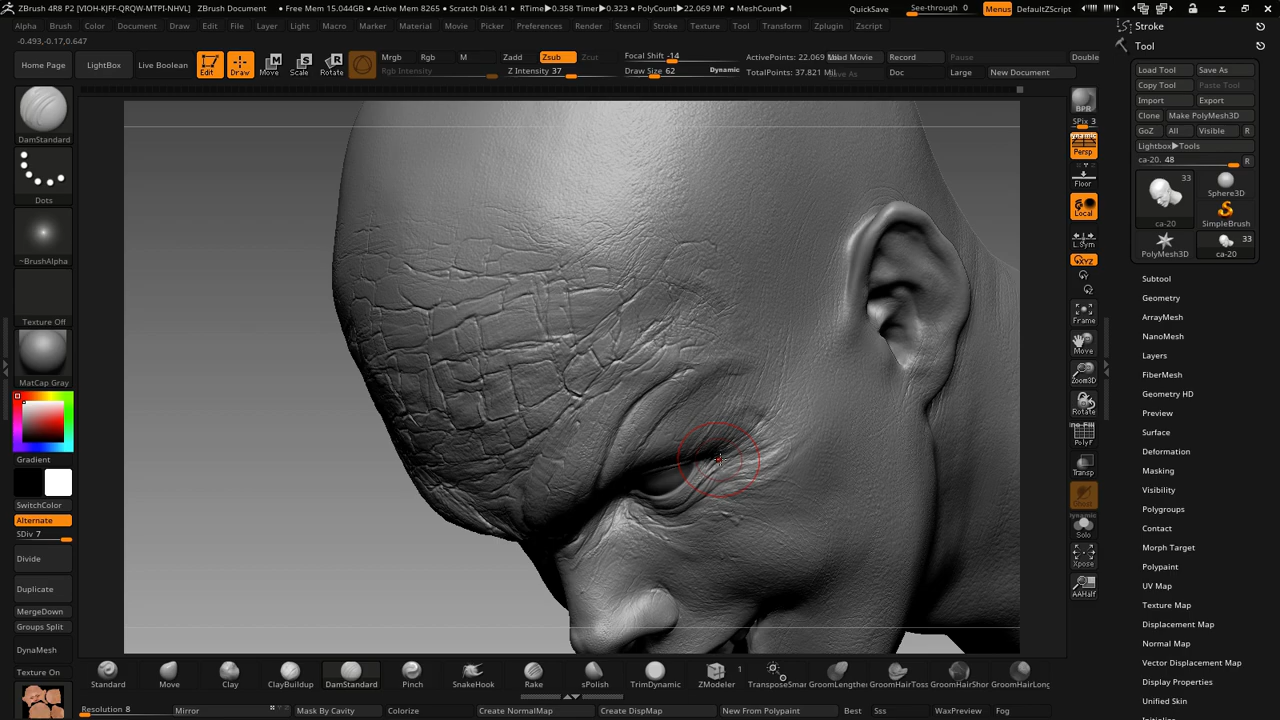 ZBrush 4R8 P2 [VIOH-KJFF-QRQW-MTPI-NHVL] ZBrush Document • Free Mem 15.044GB • Active Mem 8265 • Scratch Disk 41 • RTime▶0.358 Timer▶0.323 • PolyCount▶22.069 MP • MeshCount▶1 QuickSave See-through 0 Menus DefaultZScript
Alpha Brush Color Document Draw Edit File Layer Light Macro Marker Material Movie Picker Preferences Render Stencil Stroke Texture Tool Transform Zplugin Zscript
-0.493,-0.17,0.647
Home Page LightBox Live Boolean Edit Draw Move Scale Rotate
Mrgb Rgb M Zadd Zsub Zcut Focal Shift -14 ActivePoints: 22.069 Mil Load Movie Record Pause Double
Rgb Intensity Z Intensity 37 Draw Size 62 Dynamic TotalPoints: 37.821 Mil Save As Doc Large New Document
DamStandard
Dots
~BrushAlpha
Texture Off
MatCap Gray
Gradient
SwitchColor
Alternate
SDiv 7
Divide
Duplicate
MergeDown
Groups Split
DynaMesh
Texture On
Resolution 8
BPR
SPix 3
Dynamic
Persp
Floor
Local
L.Sym
XYZ
Y
Z
Frame
Move
Zoom3D
Rotate
Line Fill
PolyF
Transp
Ghost
Dynamic
Solo
Xpose
AAHalf
Stroke
Tool
Load Tool Save As
Copy Tool Paste Tool
Import Export
Clone Make PolyMesh3D
GoZ All Visible R
Lightbox▶Tools
ca-20. 48 R
33
Sphere3D
ca-20 SimpleBrush
33
PolyMesh3D ca-20
Subtool
Geometry
ArrayMesh
NanoMesh
Layers
FiberMesh
Geometry HD
Preview
Surface
Deformation
Masking
Visibility
Polygroups
Contact
Morph Target
Polypaint
UV Map
Texture Map
Displacement Map
Normal Map
Vector Displacement Map
Display Properties
Unified Skin
Standard Move Clay ClayBuildup DamStandard Pinch SnakeHook Rake sPolish TrimDynamic ZModeler 1 TransposeSmar GroomLengthen GroomHairToss GroomHairShor GroomHairLong
Mirror Mask By Cavity Colorize Create NormalMap Create DispMap New From Polypaint Best Sss WaxPreview Fog